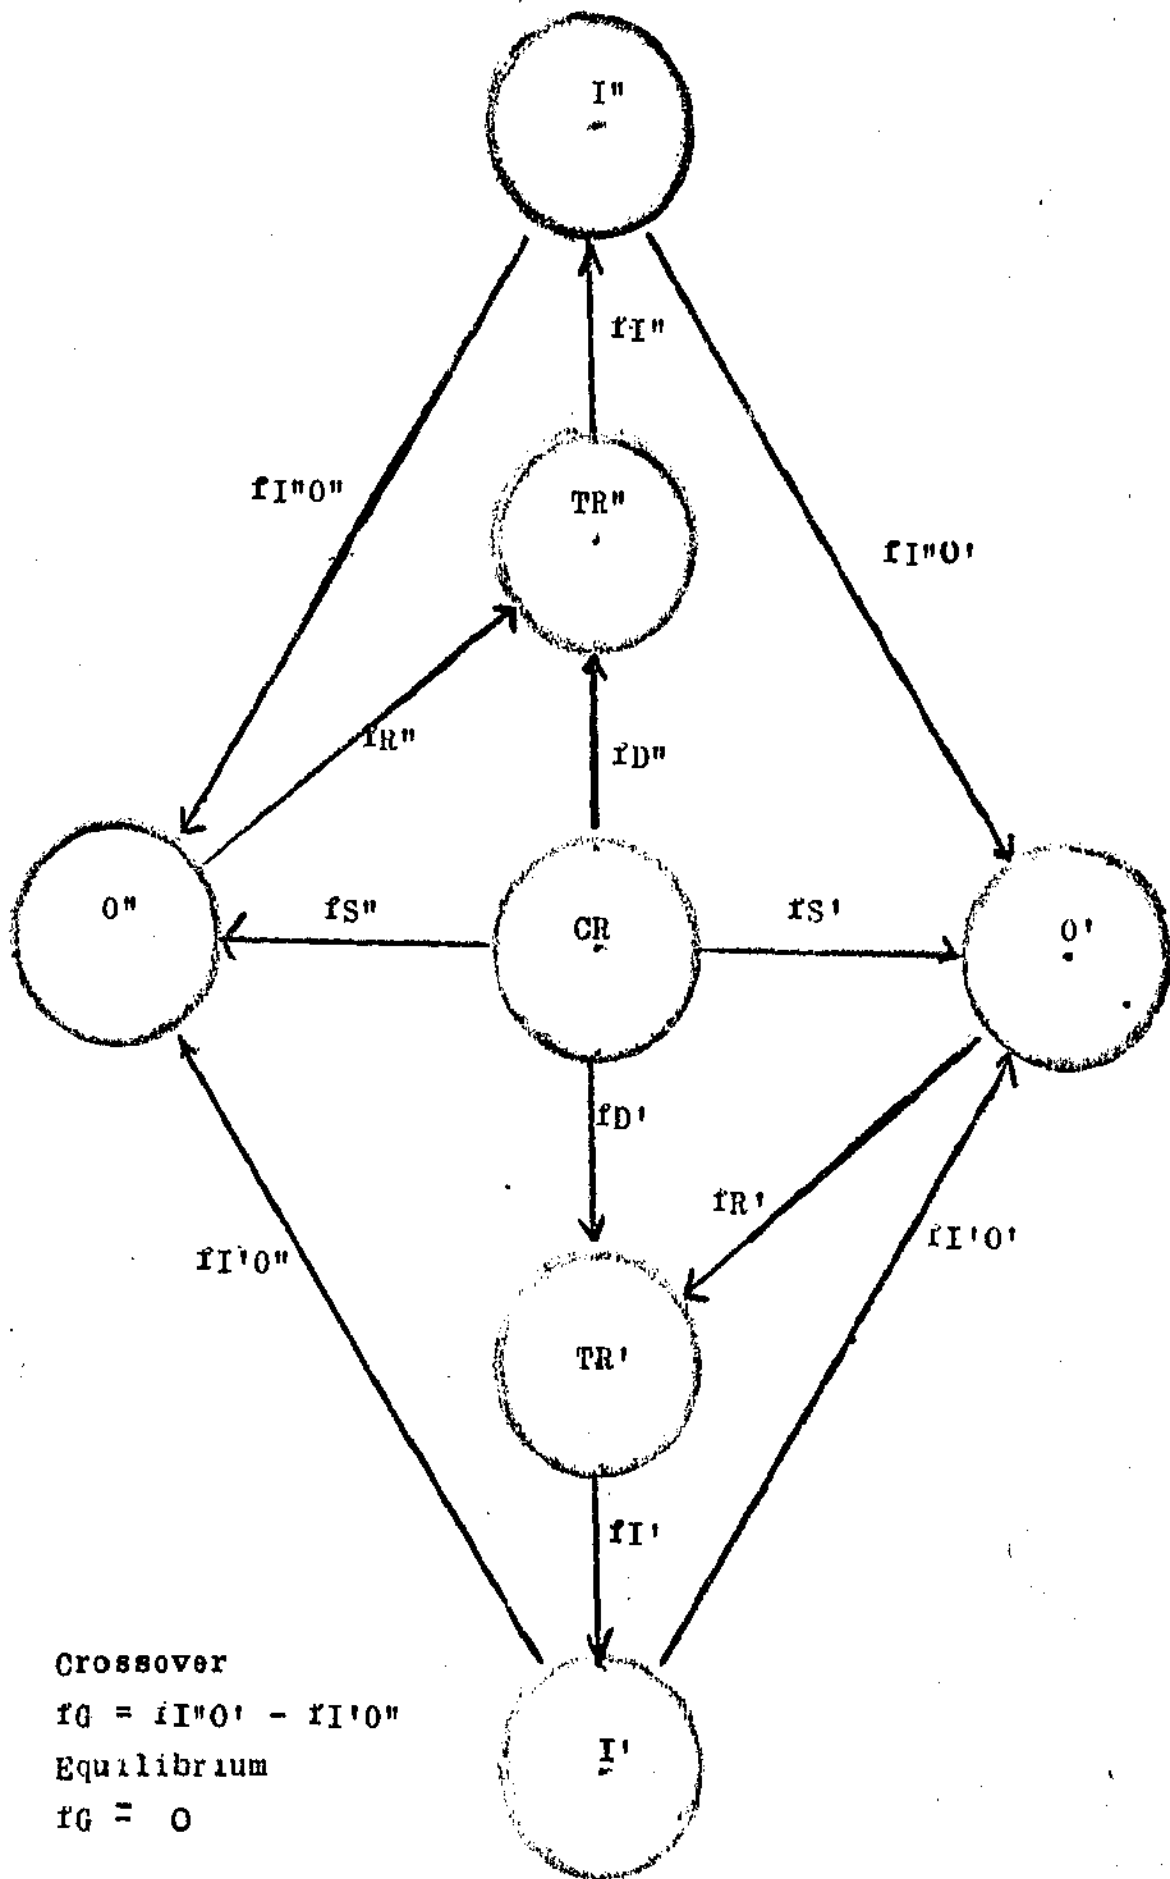 I"
fI"
fI"O"
TR"
fI"O'
fR"
fD"
O"
fS"
CR
fS'
O'
fD'
fR'
fI'O'
fI'O"
TR'
fI'
I'
Crossover
fG = fI"O' - fI'O"
Equilibrium
fG = O